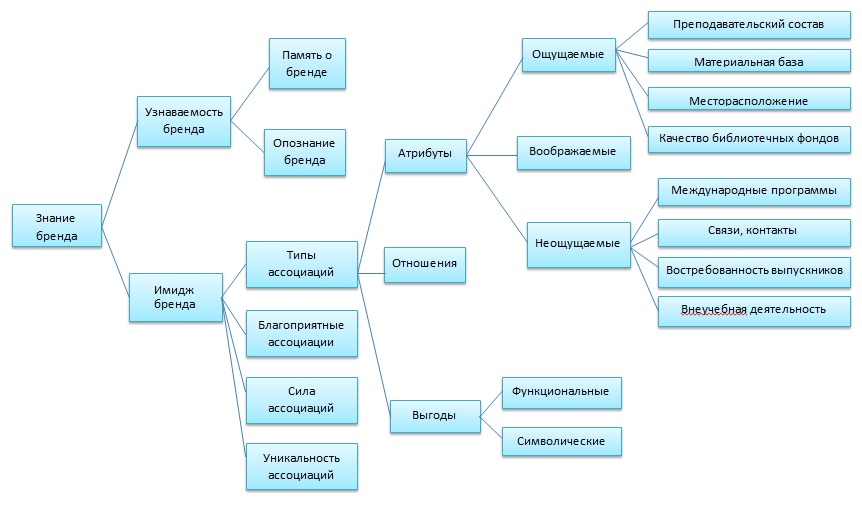 Знание
бренда
Узнаваемость
бренда
Имидж
бренда
Память о
бренде
Опознание
бренда
Типы
ассоциаций
Благоприятные
ассоциации
Сила
ассоциаций
Уникальность
ассоциаций
Атрибуты
Отношения
Выгоды
Ощущаемые
Воображаемые
Неощущаемые
Функциональные
Символические
Преподавательский состав
Материальная база
Месторасположение
Качество библиотечных фондов
Международные программы
Связи, контакты
Востребованность выпускников
Внеучебная деятельность